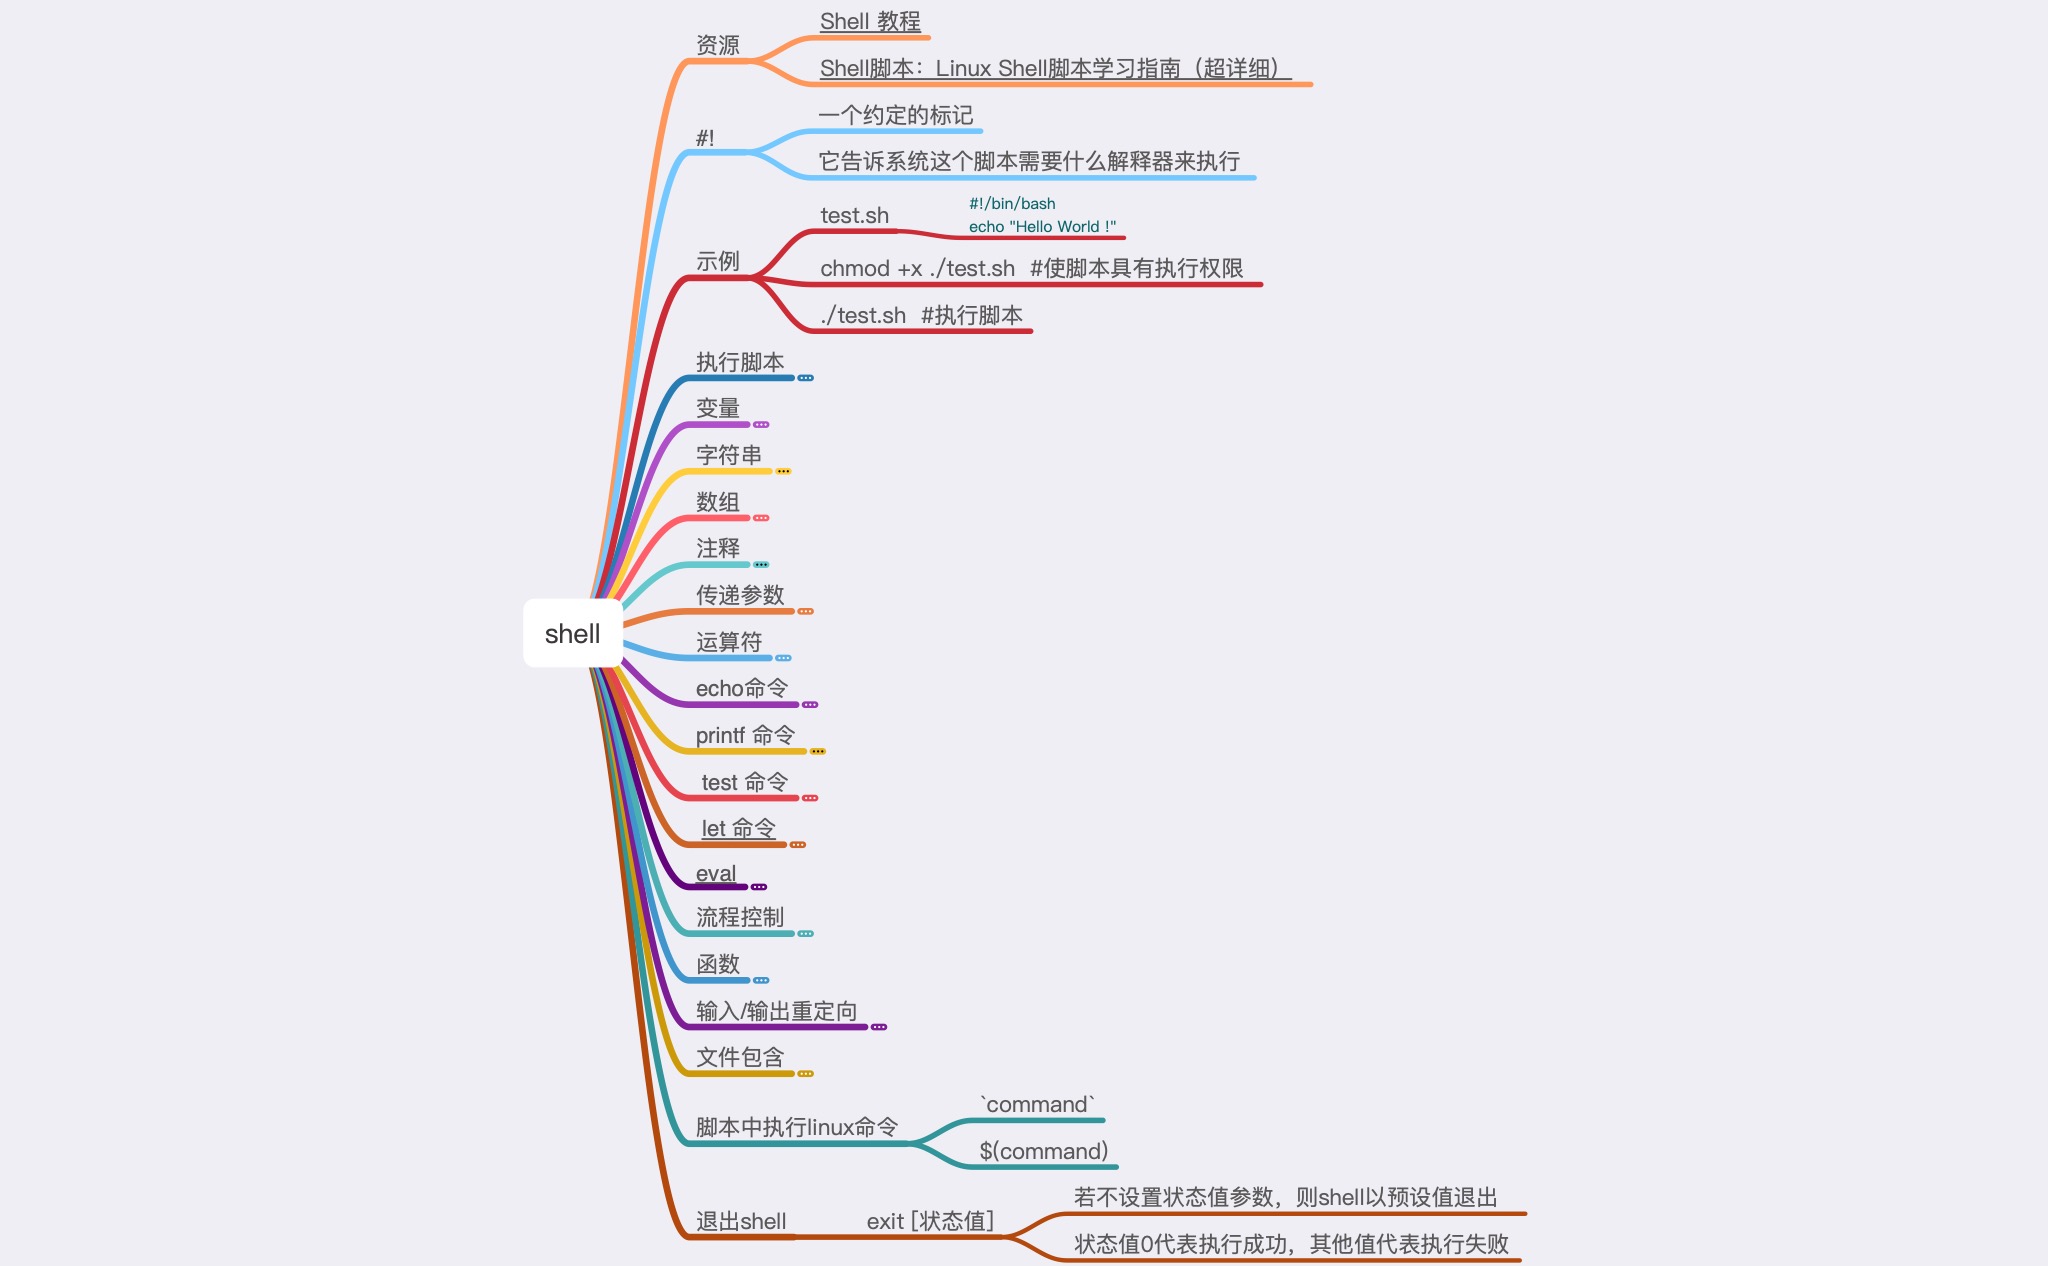 Shell 教程
资源
Shell脚本：Linux Shell脚本学习指南（超详细）
一个约定的标记
#!
它告诉系统这个脚本需要什么解释器来执行
#!/bin/bash
test.sh
echo "Hello World !"
示例
chmod +x ./test.sh  #使脚本具有执行权限
./test.sh  #执行脚本
执行脚本
变量
字符串
数组
注释
传递参数
shell
运算符
echo命令
printf 命令
test 命令
let 命令
eval
流程控制
函数
输入/输出重定向
文件包含
`command`
脚本中执行linux命令
$(command)
若不设置状态值参数，则shell以预设值退出
退出shell
exit [状态值]
状态值0代表执行成功，其他值代表执行失败